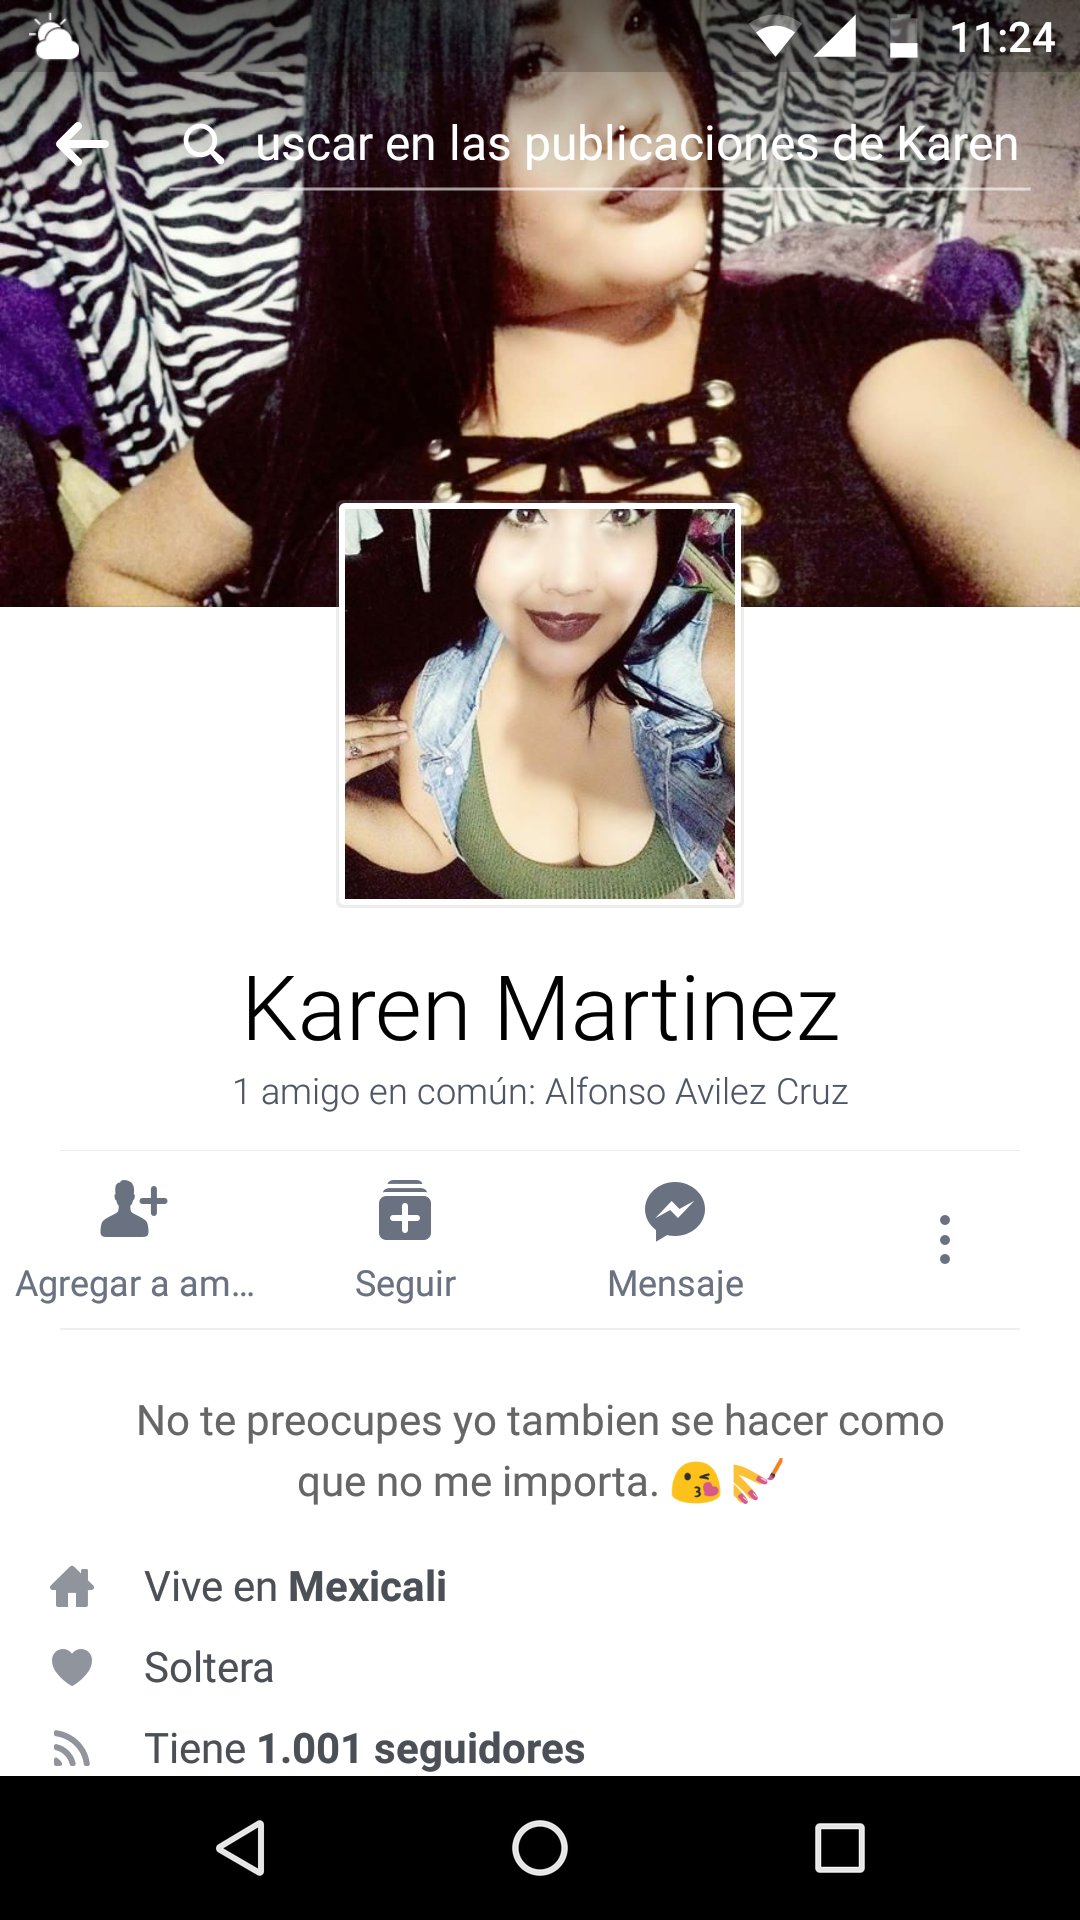 11:24
uscar en las publicaciones de Karen
Karen Martinez
1 amigo en común: Alfonso Avilez Cruz
Agregar a am...
Seguir
Mensaje
No te preocupes yo tambien se hacer como
que no me importa. 😘💅
Vive en Mexicali
Soltera
Tiene 1.001 seguidores